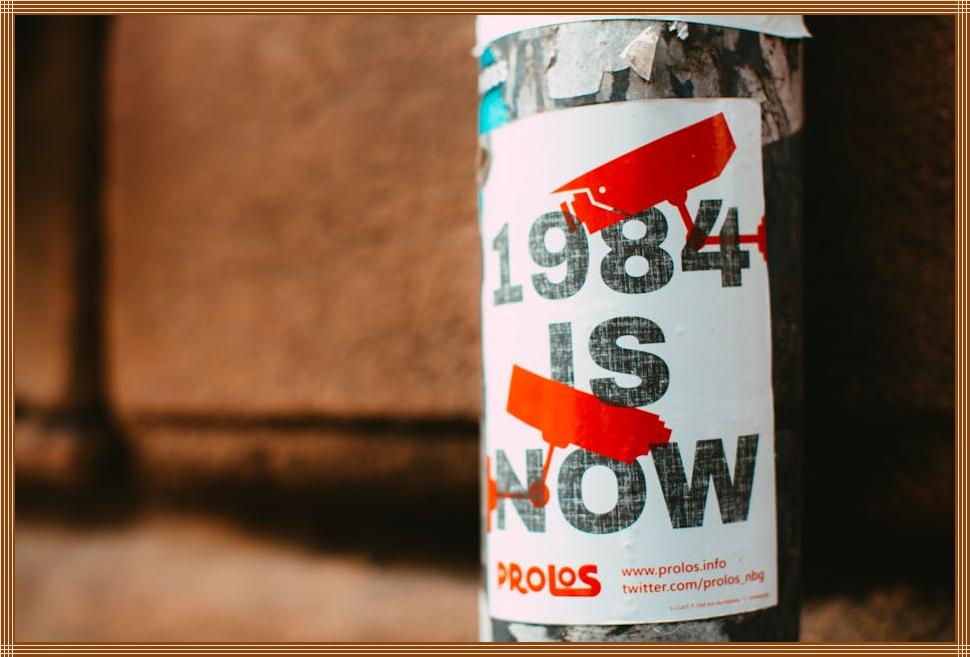 1984
IS
NOW
PROLOS
www.prolos.info
twitter.com/prolos_nbg